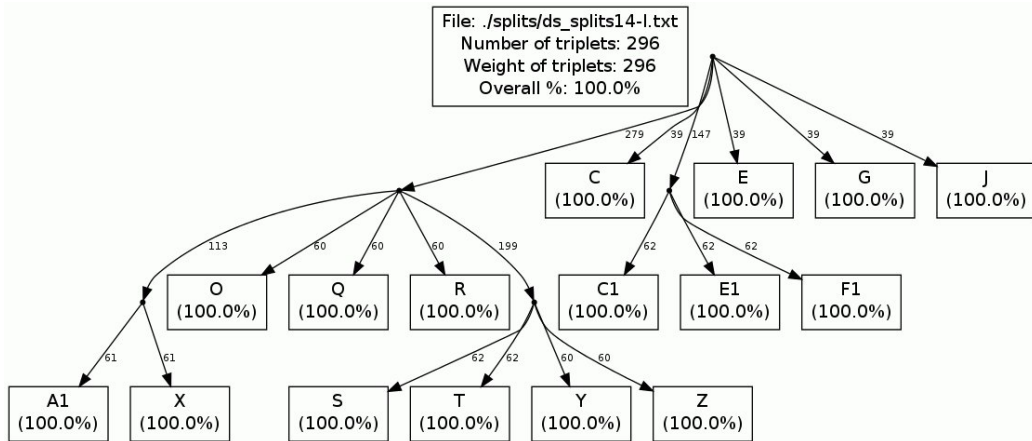 File: ./splits/ds_splits14-l.txt
Number of triplets: 296
Weight of triplets: 296
Overall %: 100.0%
279
39
147
39
39
39
C
(100.0%)
E
(100.0%)
G
(100.0%)
J
(100.0%)
113
60
60
60
199
62
62
62
O
(100.0%)
Q
(100.0%)
R
(100.0%)
C1
(100.0%)
E1
(100.0%)
F1
(100.0%)
61
61
62
62
60
60
A1
(100.0%)
X
(100.0%)
S
(100.0%)
T
(100.0%)
Y
(100.0%)
Z
(100.0%)